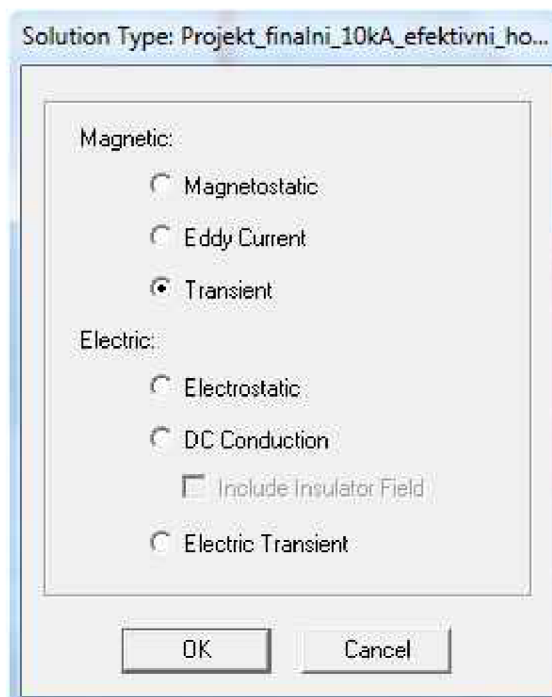 Solution Type: Projekt_finalni_10kA_efektivni_ho...
Magnetic:
Magnetostatic
Eddy Current
Transient
Electric:
Electrostatic
DC Conduction
Include Insulator Field
Electric Transient
OK Cancel